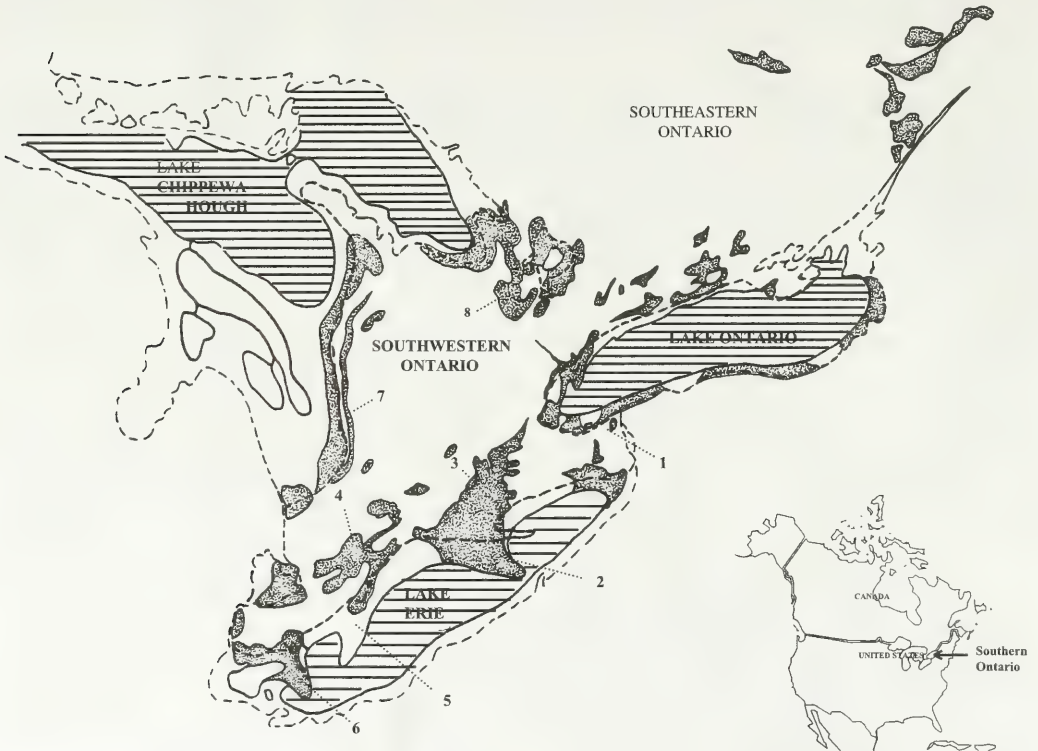 SOUTHEASTERN
ONTARIO
LAKE
CHIPPEWA
HOUGH
8
SOUTHWESTERN
ONTARIO
LAKE ONTARIO
7
1
3
4
2
LAKE
ERIE
5
6
CANADA
UNITED STATES
Southern
Ontario